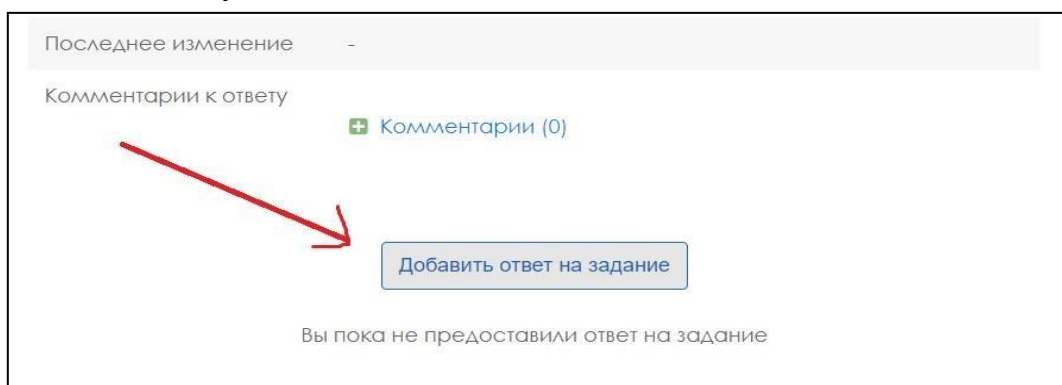 Последнее изменение -
Комментарии к ответу
Комментарии (0)
Добавить ответ на задание
Вы пока не предоставили ответ на задание